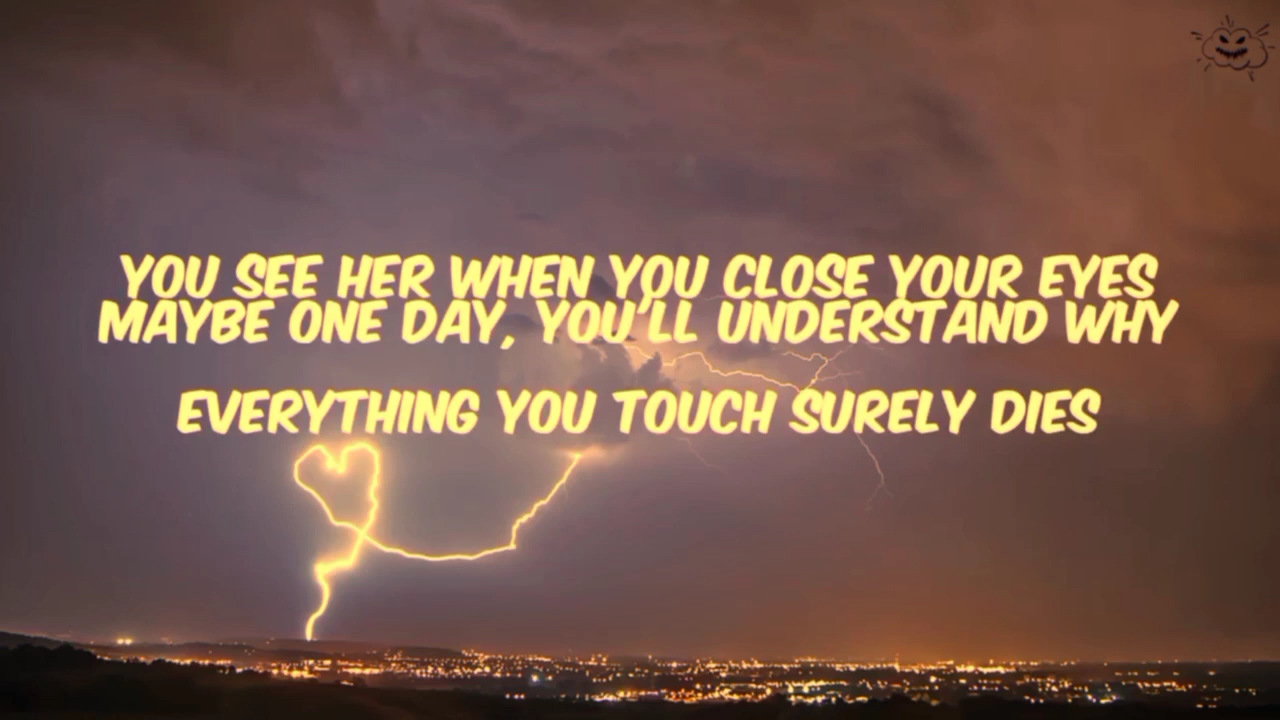 YOU SEE HER WHEN YOU CLOSE YOUR EYES
MAYBE ONE DAY, YOU'LL UNDERSTAND WHY
EVERYTHING YOU TOUCH SURELY DIES